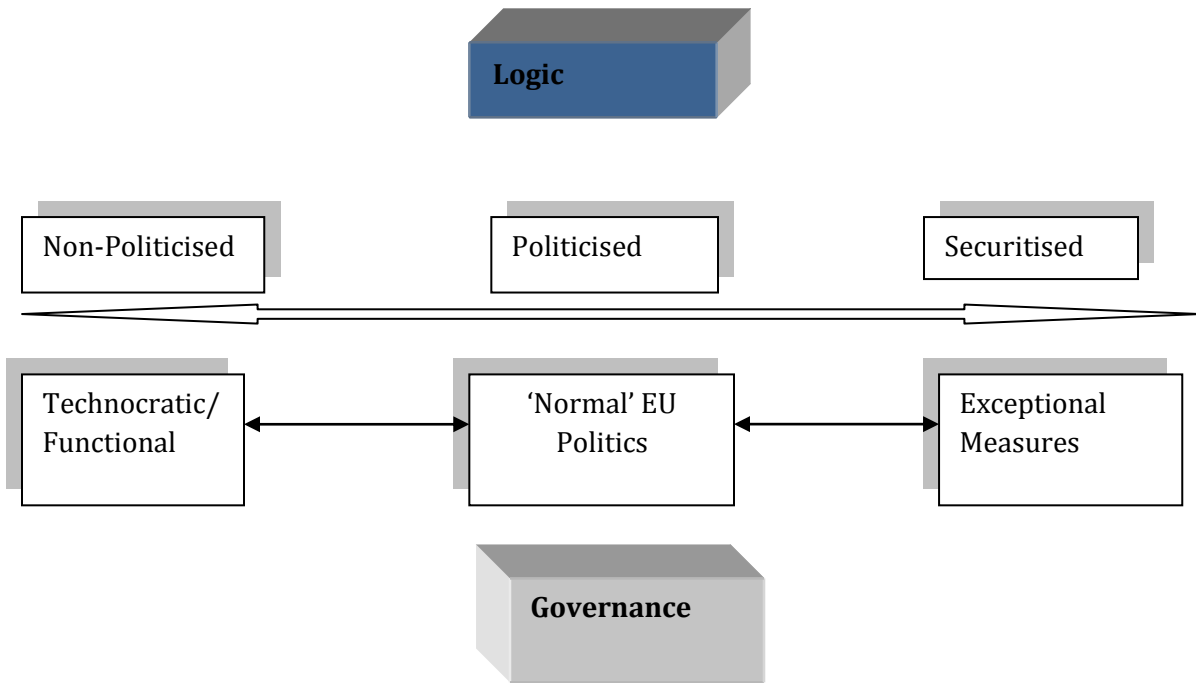 Logic
Non-Politicised
Politicised
Securitised
Technocratic/
Functional
‘Normal’ EU
Politics
Exceptional
Measures
Governance